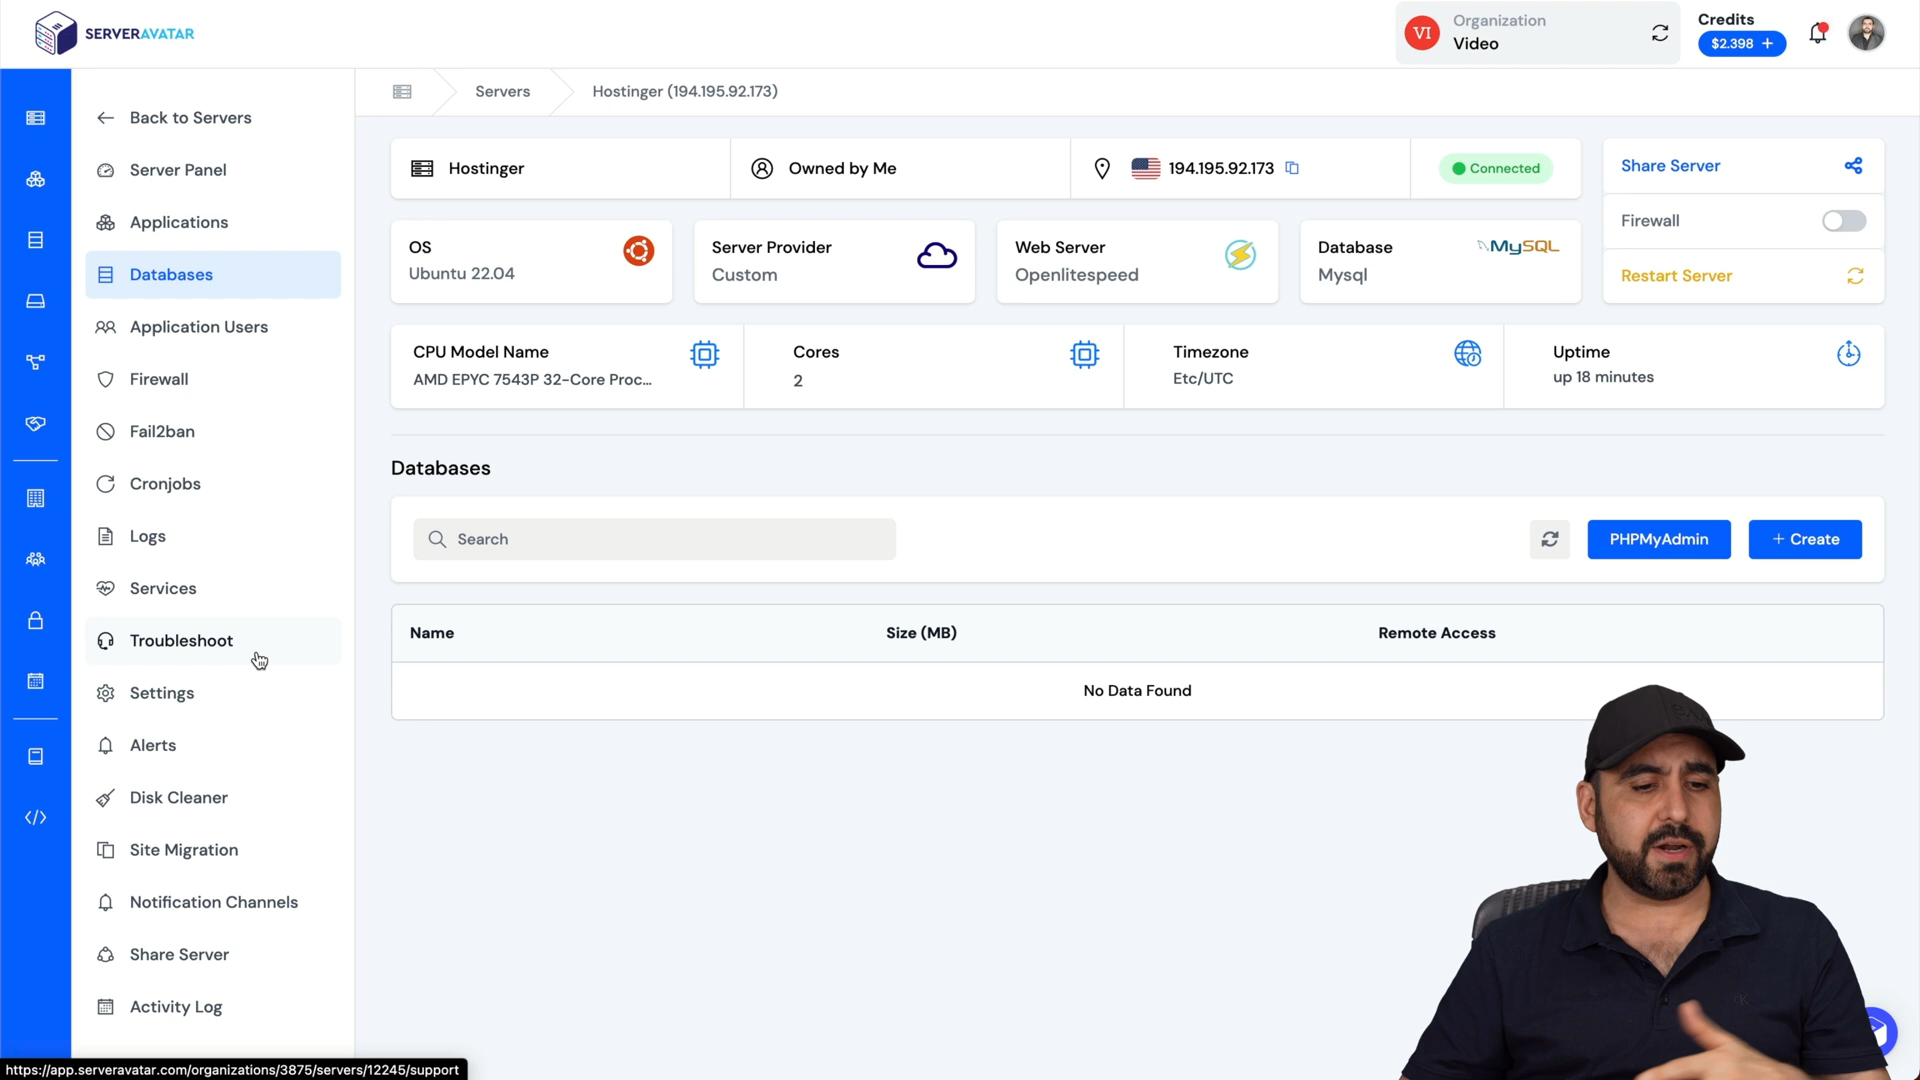 SERVERAVATAR
VI
Organization
Video
Credits
$2.398 +
Back to Servers
Server Panel
Applications
Databases
Application Users
Firewall
Fail2ban
Cronjobs
Logs
Services
Troubleshoot
Settings
Alerts
Disk Cleaner
Site Migration
Notification Channels
Share Server
Activity Log
Servers
Hostinger (194.195.92.173)
Hostinger
Owned by Me
194.195.92.173
Connected
Share Server
Firewall
Restart Server
OS
Ubuntu 22.04
Server Provider
Custom
Web Server
Openlitespeed
Database
Mysql
MySQL
CPU Model Name
AMD EPYC 7543P 32-Core Proc...
Cores
2
Timezone
Etc/UTC
Uptime
up 18 minutes
Databases
Search
PHPMyAdmin
+ Create
Name Size (MB) Remote Access
No Data Found
https://app.serveravatar.com/organizations/3875/servers/12245/support